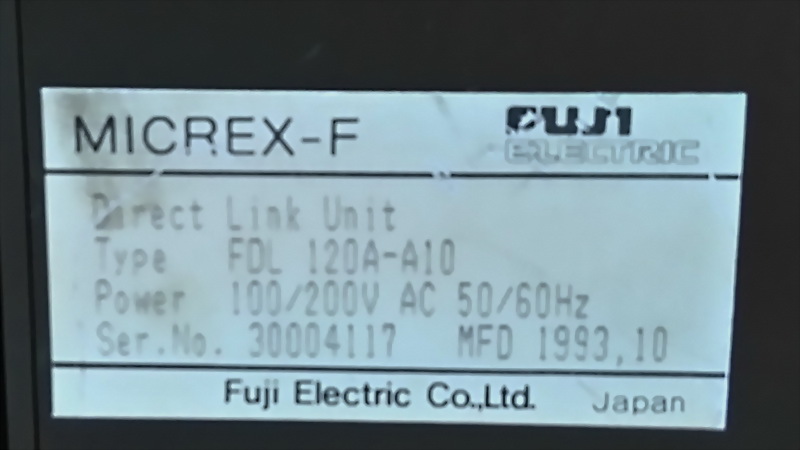 MICREX-F
FUJI
ELECTRIC
Direct Link Unit
Type FDL 120A-A10
Power 100/200V AC 50/60Hz
Ser.No. 30004117 MFD 1993,10
Fuji Electric Co.,Ltd. Japan